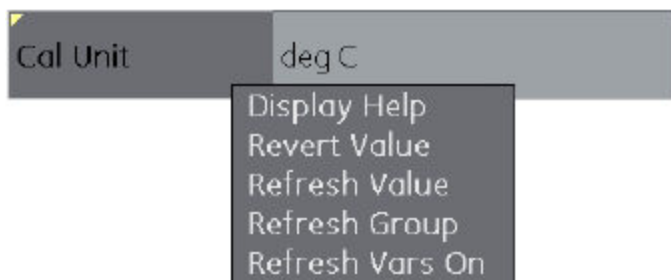 Cal Unit deg C
Display Help
Revert Value
Refresh Value
Refresh Group
Refresh Vars On